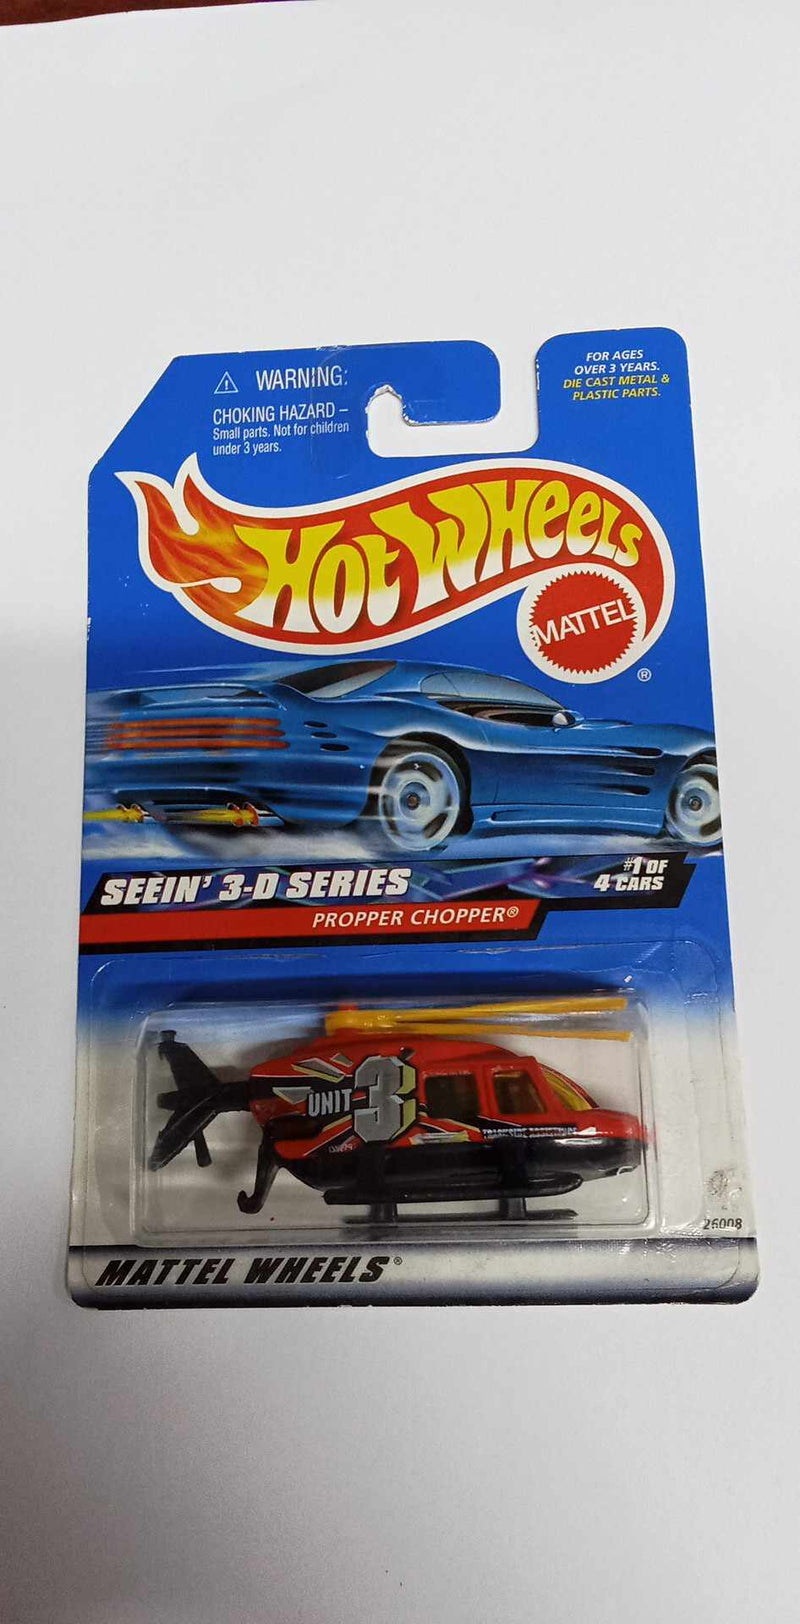 WARNING:
CHOKING HAZARD –
Small parts. Not for children
under 3 years.
FOR AGES
OVER 3 YEARS.
DIE CAST METAL &
PLASTIC PARTS.
HOT WHEELS
MATTEL
®
SEEIN' 3-D SERIES
#1 OF
4 CARS
PROPPER CHOPPER®
UNIT 3
26008
MATTEL WHEELS®